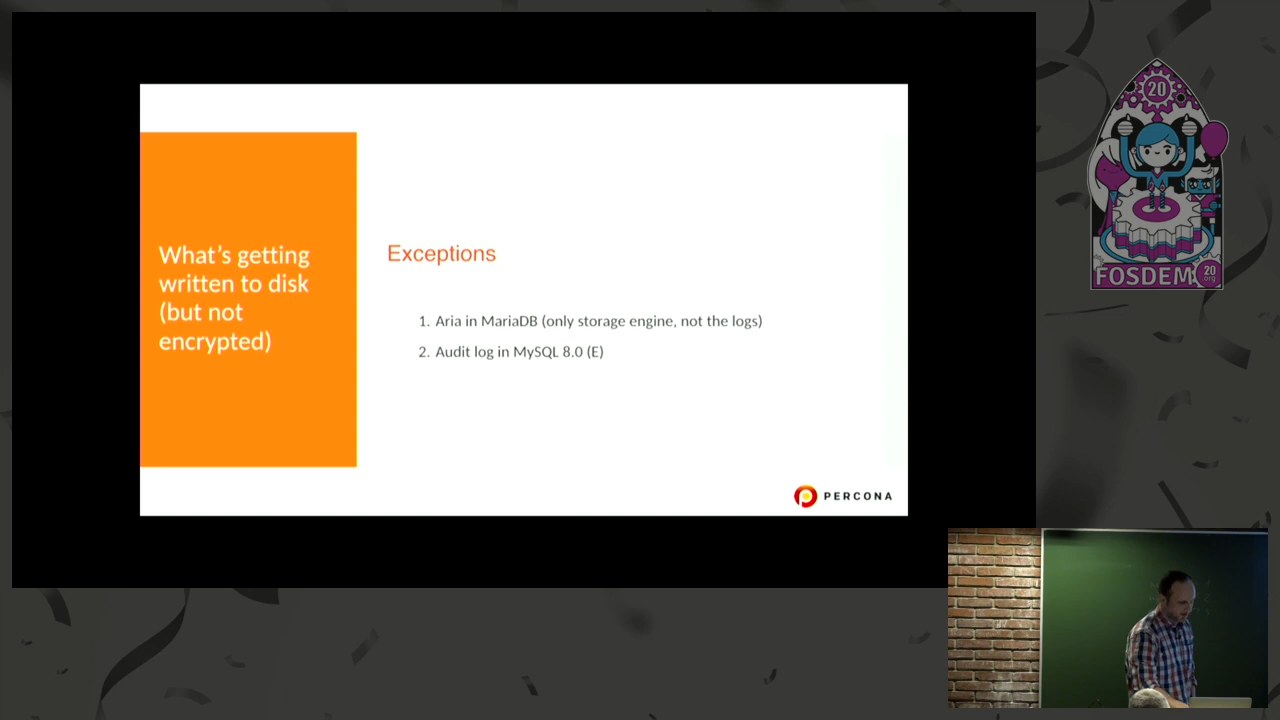 What's getting
written to disk
(but not
encrypted)
Exceptions
1. Aria in MariaDB (only storage engine, not the logs)
2. Audit log in MySQL 8.0 (E)
PERCONA
20
FOSDEM
20
.org